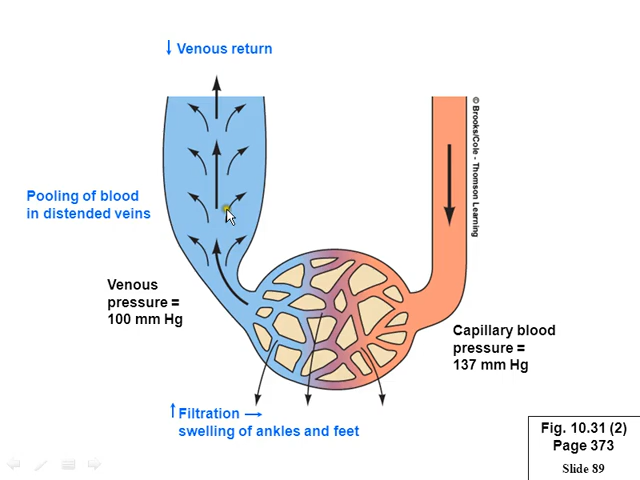 ↓ Venous return
Pooling of blood
in distended veins
© Brooks/Cole - Thomson Learning
Venous
pressure =
100 mm Hg
Capillary blood
pressure =
137 mm Hg
↑ Filtration →
swelling of ankles and feet
Fig. 10.31 (2)
Page 373
Slide 89